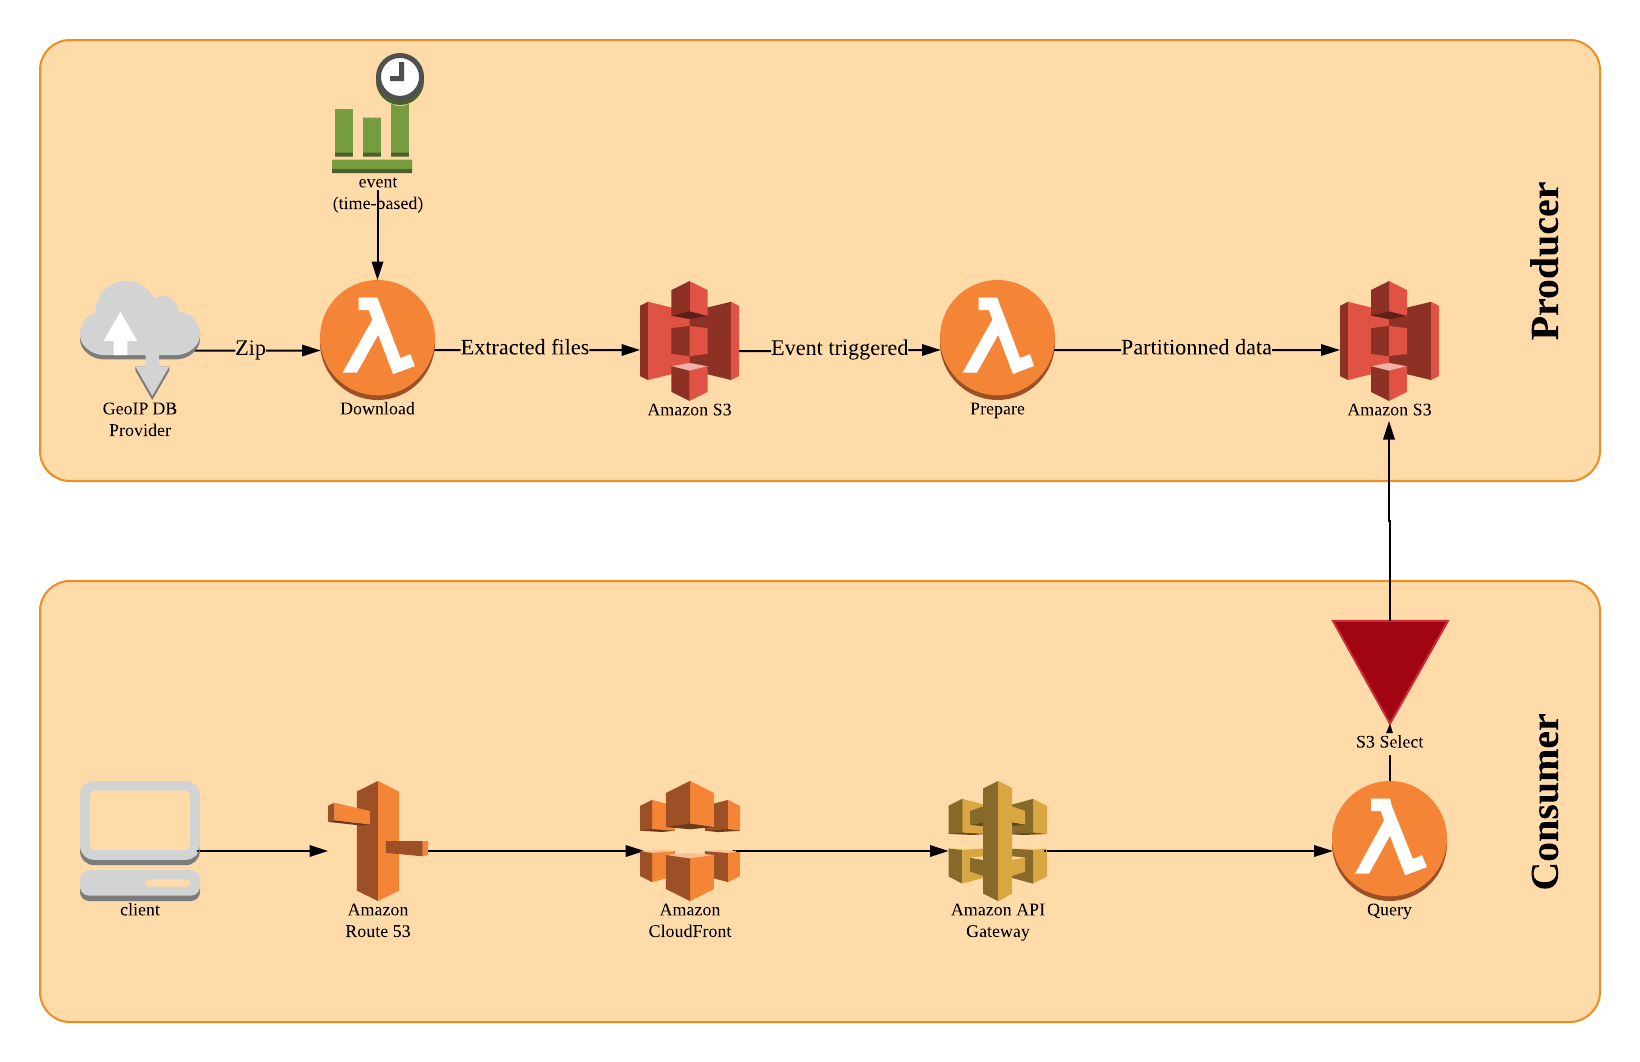 event
(time-based)
Producer
Zip
Extracted files
Event triggered
Partitionned data
GeoIP DB
Provider
Download
Amazon S3
Prepare
Amazon S3
S3 Select
Consumer
client
Amazon
Route 53
Amazon
CloudFront
Amazon API
Gateway
Query